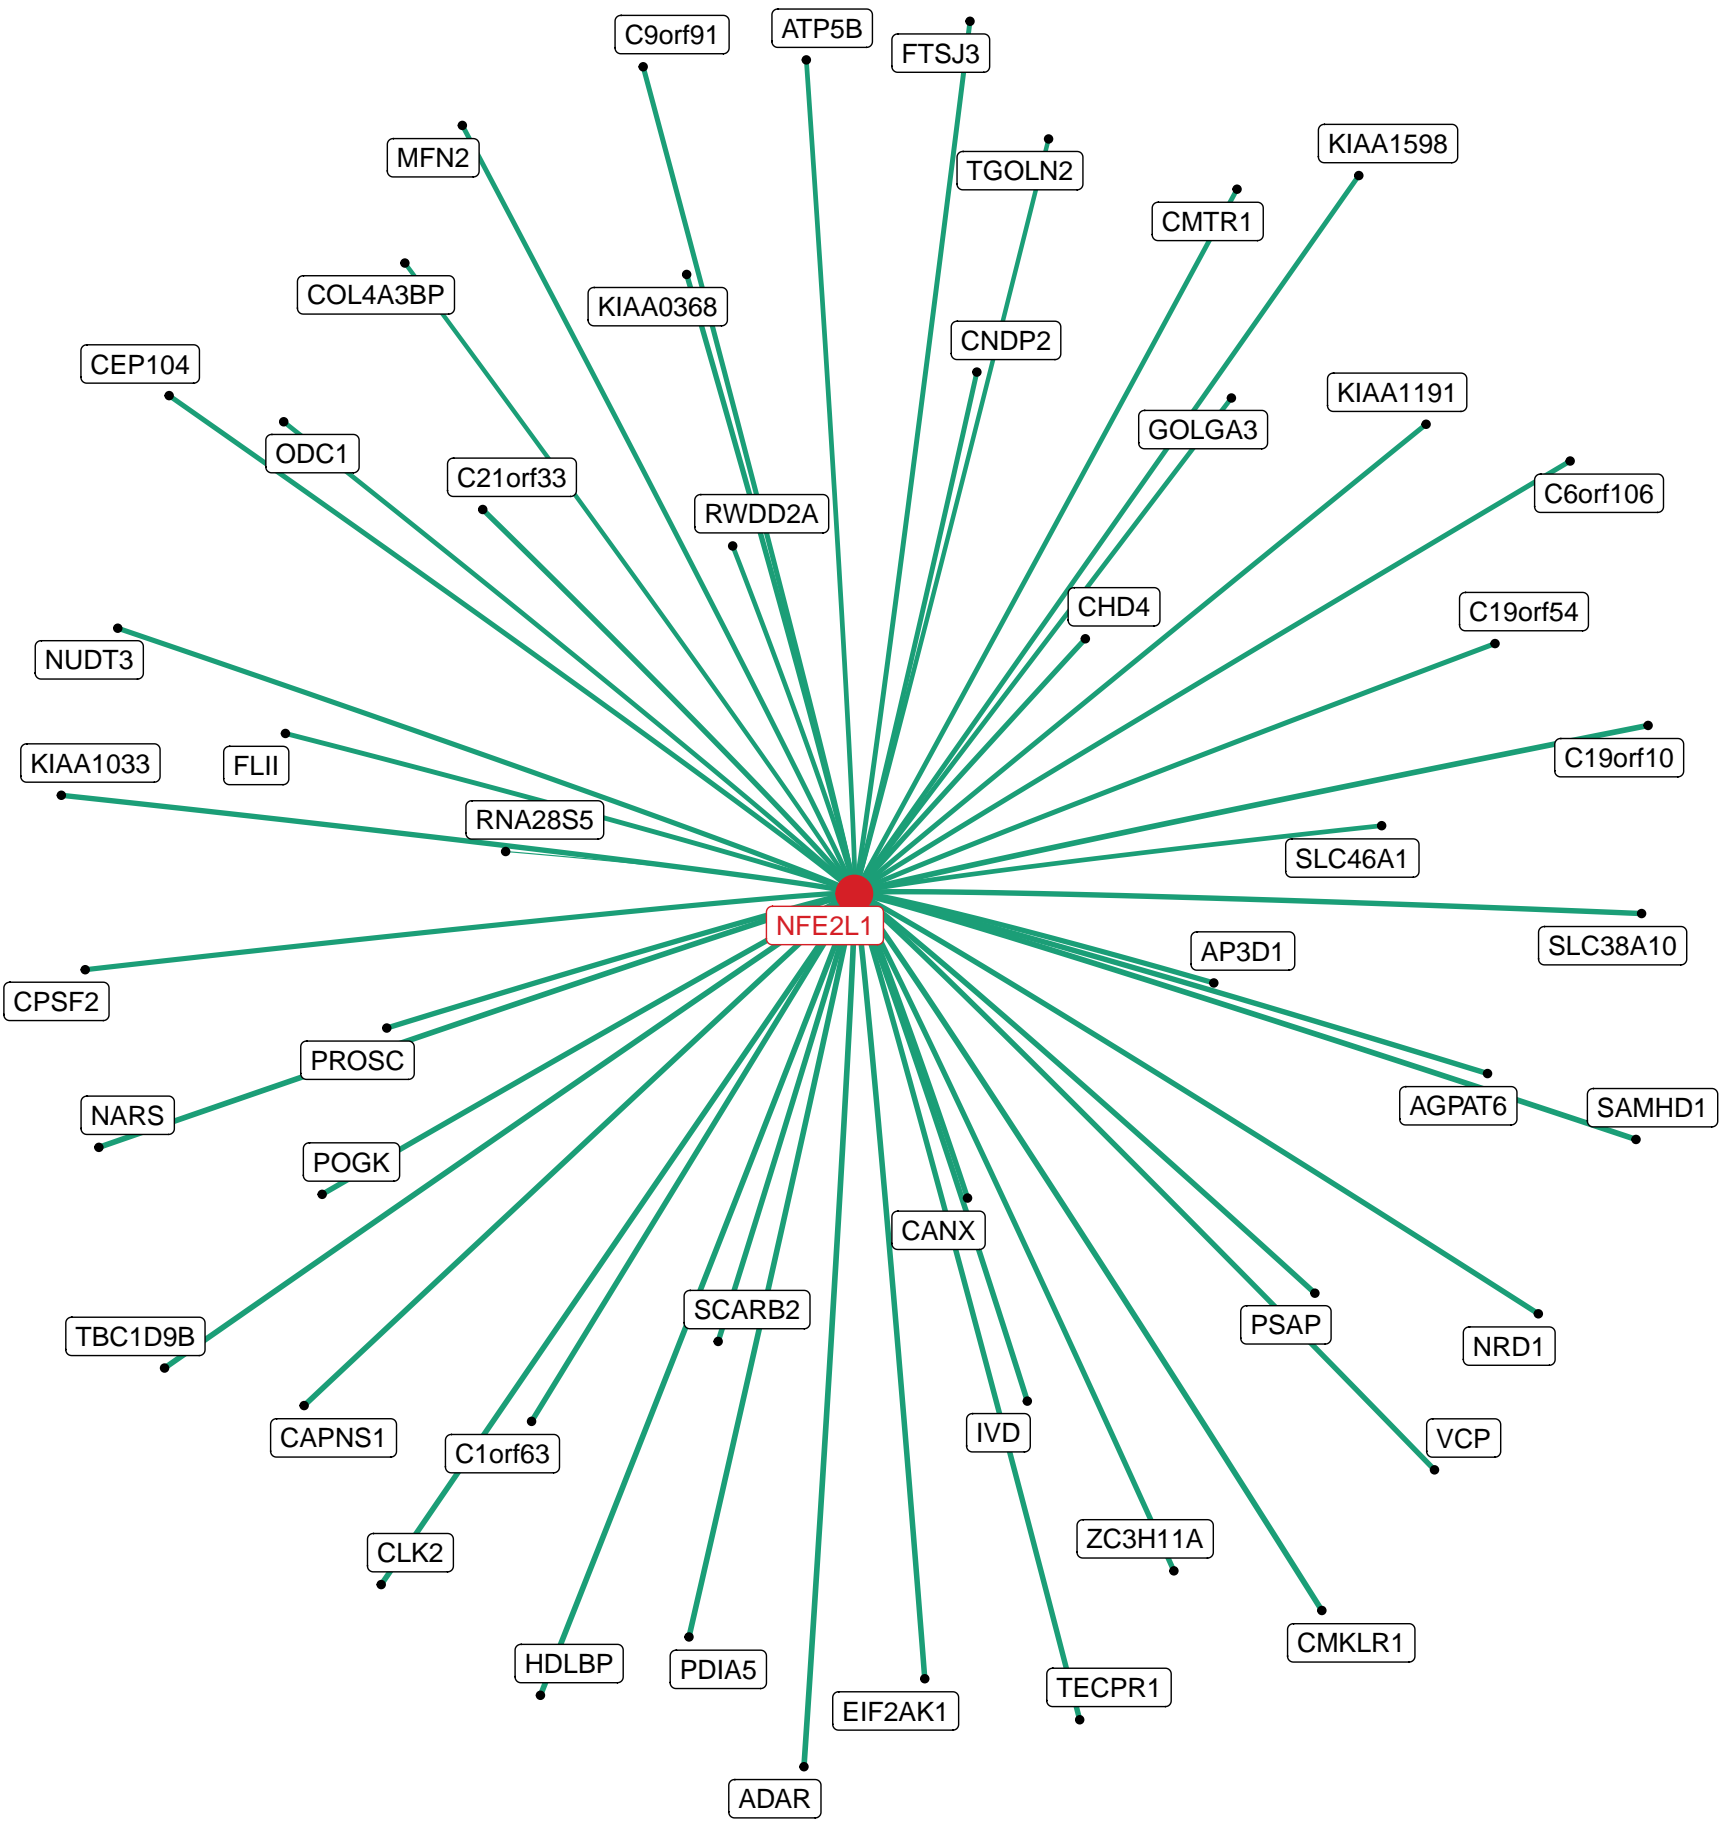 ATP5B
C9orf91
FTSJ3
KIAA1598
MFN2
TGOLN2
CMTR1
COL4A3BP
KIAA0368
CNDP2
CEP104
KIAA1191
GOLGA3
ODC1
C21orf33
C6orf106
RWDD2A
CHD4
C19orf54
NUDT3
C19orf10
KIAA1033
FLII
RNA28S5
SLC46A1
NFE2L1
SLC38A10
AP3D1
CPSF2
PROSC
AGPAT6
SAMHD1
NARS
POGK
CANX
SCARB2
PSAP
TBC1D9B
NRD1
IVD
CAPNS1
VCP
C1orf63
ZC3H11A
CLK2
CMKLR1
HDLBP
PDIA5
TECPR1
EIF2AK1
ADAR